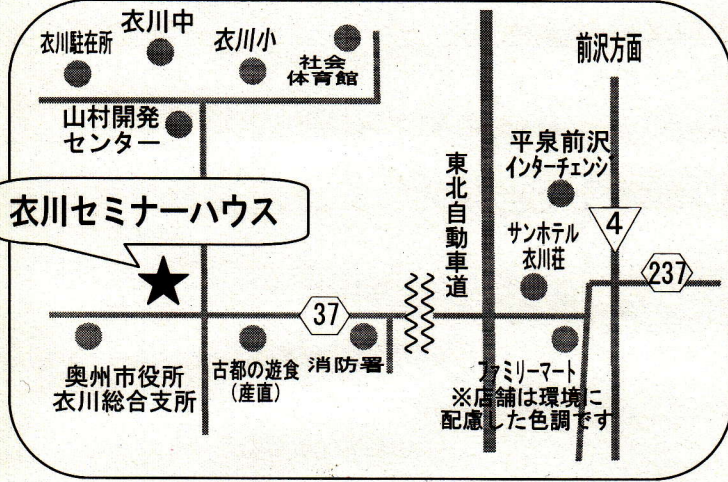 衣川駐在所
衣川中
衣川小
社会
体育館
前沢方面
山村開発
センター
平泉前沢
インターチェンジ
東北自動車道
衣川セミナーハウス
サンホテル
衣川荘
4
237
37
奥州市役所
衣川総合支所
古都の遊食
(産直)
消防署
ファミリーマート
※店舗は環境に
配慮した色調です